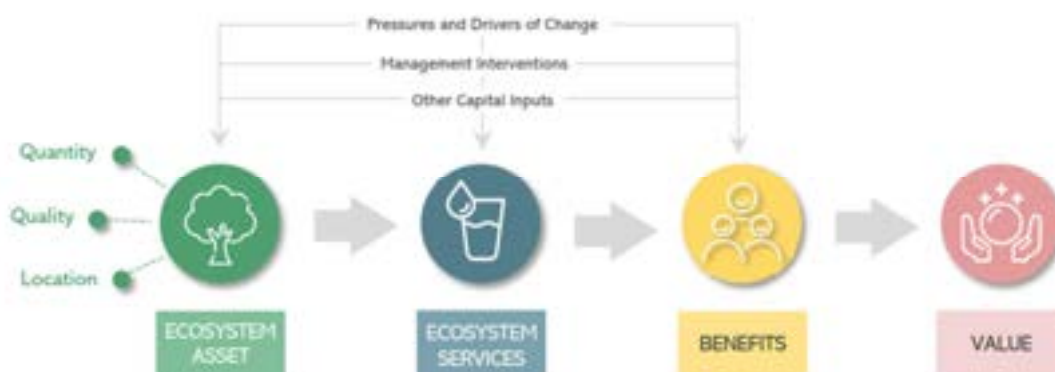 Pressures and Drivers of Change
Management Interventions
Other Capital Inputs
Quantity
Quality
Location
ECOSYSTEM
ASSET
ECOSYSTEM
SERVICES
BENEFITS
VALUE